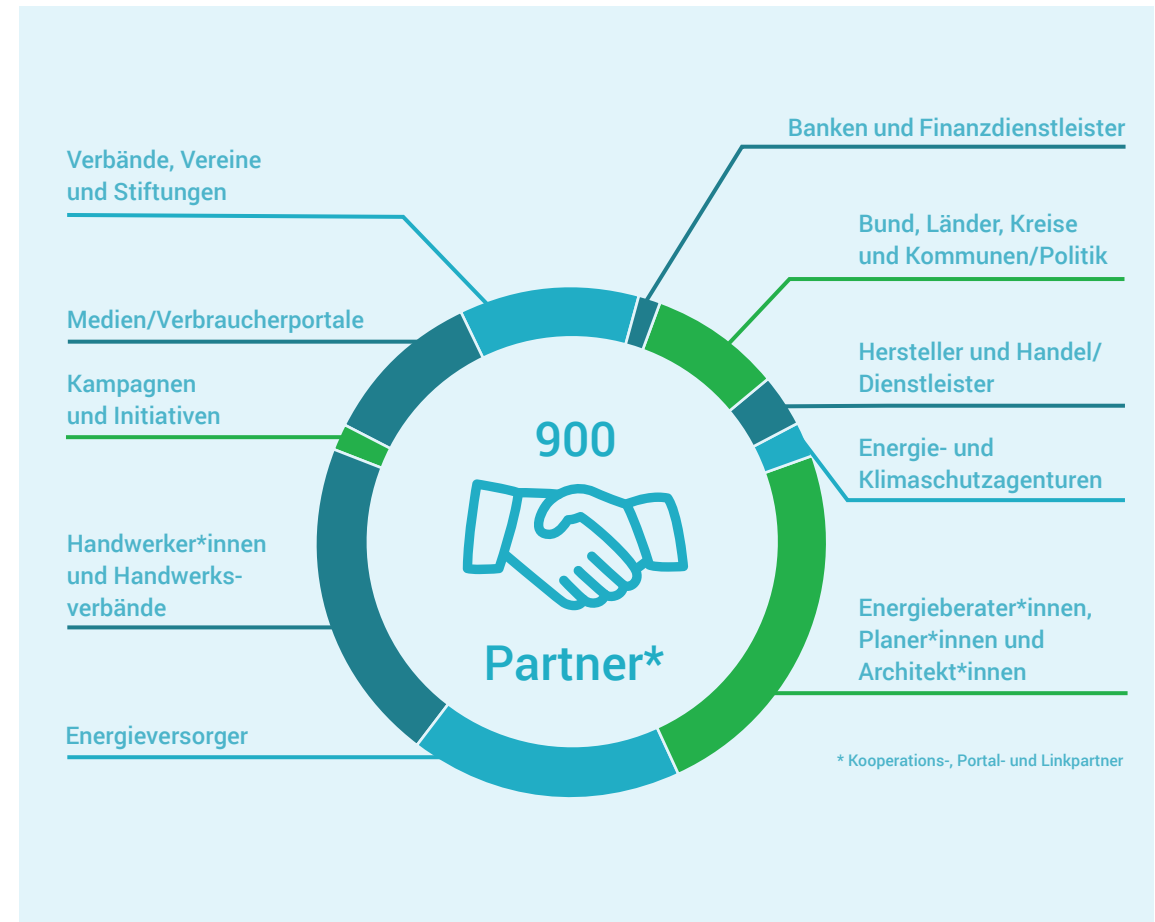 Banken und Finanzdienstleister
Verbände, Vereine
und Stiftungen
Bund, Länder, Kreise
und Kommunen/Politik
Medien/Verbraucherportale
Hersteller und Handel/
Dienstleister
Kampagnen
und Initiativen
900
Partner*
Energie- und
Klimaschutzagenturen
Handwerker*innen
und Handwerks-
verbände
Energieberater*innen,
Planer*innen und
Architekt*innen
Energieversorger
* Kooperations-, Portal- und Linkpartner